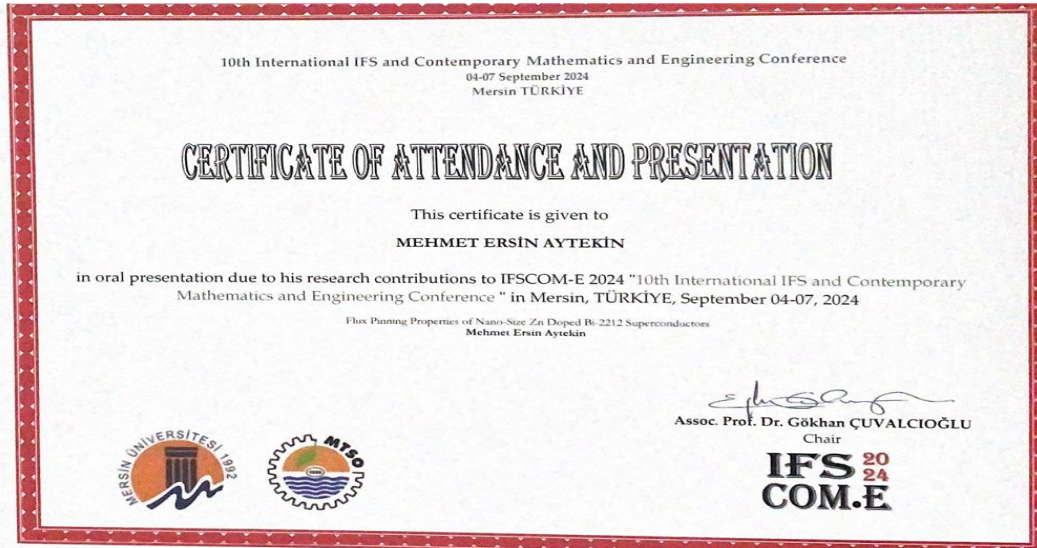 10th International IFS and Contemporary Mathematics and Engineering Conference
04-07 September 2024
Mersin TÜRKİYE
CERTIFICATE OF ATTENDANCE AND PRESENTATION
This certificate is given to
MEHMET ERSİN AYTEKİN
in oral presentation due to his research contributions to IFSCOM-E 2024 "10th International IFS and Contemporary
Mathematics and Engineering Conference " in Mersin, TÜRKİYE, September 04-07, 2024
Flux Pinning Properties of Nano-Size Zn Doped Bi-2212 Superconductors
Mehmet Ersin Aytekin
Assoc. Prof. Dr. Gökhan ÇUVALCIOĞLU
Chair
MERSİN ÜNİVERSİTESİ 1992
MTSO
IFS 2024
COM.E